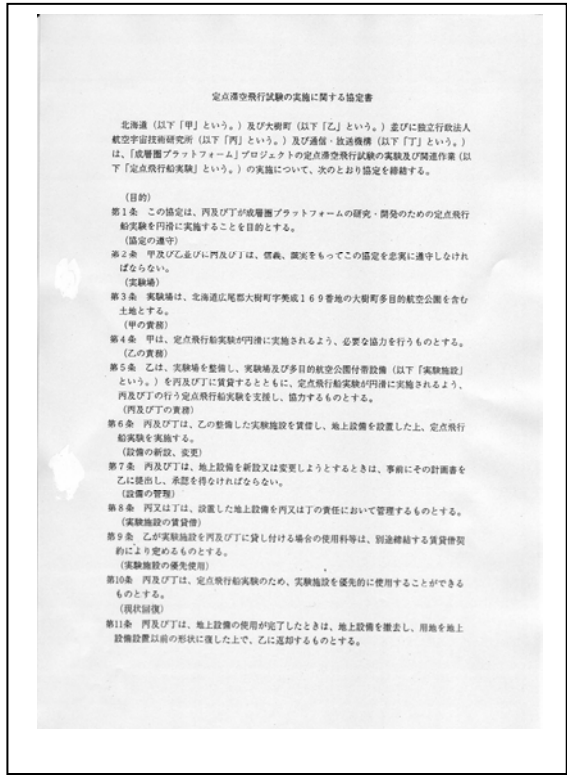 定点滞空飛行試験の実施に関する協定書
北海道（以下「甲」という。）及び大樹町（以下「乙」という。）並びに独立行政法人
航空宇宙技術研究所（以下「丙」という。）及び通信・放送機構（以下「丁」という。）
は、「成層圏プラットフォーム」プロジェクトの定点滞空飛行試験の実験及び関連作業（以
下「定点飛行船実験」という。）の実施について、次のとおり協定を締結する。
（目的）
第１条　この協定は、丙及び丁が成層圏プラットフォームの研究・開発のための定点飛行
船実験を円滑に実施することを目的とする。
（協定の遵守）
第２条　甲及び乙並びに丙及び丁は、信義、誠実をもってこの協定を忠実に遵守しなけれ
ばならない。
（実験場）
第３条　実験場は、北海道広尾郡大樹町字美成１６９番地の大樹町多目的航空公園を含む
土地とする。
（甲の責務）
第４条　甲は、定点飛行船実験が円滑に実施されるよう、必要な協力を行うものとする。
（乙の責務）
第５条　乙は、実験場を整備し、実験場及び多目的航空公園付帯設備（以下「実験施設」
という。）を丙及び丁に賃貸するとともに、定点飛行船実験が円滑に実施されるよう、
丙及び丁の行う定点飛行船実験を支援し、協力するものとする。
（丙及び丁の責務）
第６条　丙及び丁は、乙の整備した実験施設を賃借し、地上設備を設置した上、定点飛行
船実験を実施する。
（設備の新設、変更）
第７条　丙及び丁は、地上設備を新設又は変更しようとするときは、事前にその計画書を
乙に提出し、承認を得なければならない。
（設備の管理）
第８条　丙又は丁は、設置した地上設備を丙又は丁の責任において管理するものとする。
（実験施設の賃貸借）
第９条　乙が実験施設を丙及び丁に貸し付ける場合の使用料等は、別途締結する賃貸借契
約により定めるものとする。
（実験施設の優先使用）
第10条　丙及び丁は、定点飛行船実験のため、実験施設を優先的に使用することができる
ものとする。
（現状回復）
第11条　丙及び丁は、地上設備の使用が完了したときは、地上設備を撤去し、用地を地上
設備設置以前の形状に復した上で、乙に返却するものとする。